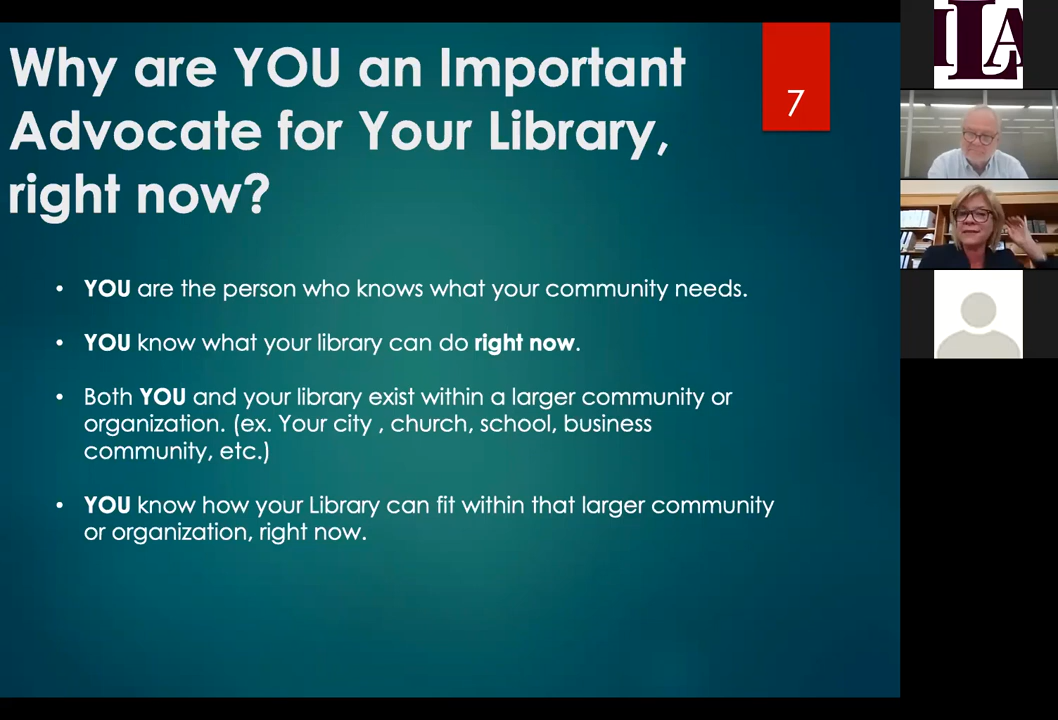 Why are YOU an Important
Advocate for Your Library,
right now?
7
• YOU are the person who knows what your community needs.
• YOU know what your library can do right now.
• Both YOU and your library exist within a larger community or
organization. (ex. Your city , church, school, business
community, etc.)
• YOU know how your Library can fit within that larger community
or organization, right now.
ILA